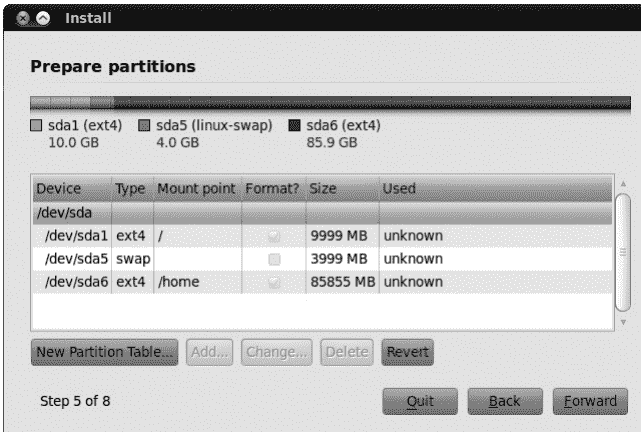 Install
Prepare partitions
sda1 (ext4) sda5 (linux-swap) sda6 (ext4)
10.0 GB 4.0 GB 85.9 GB
Device Type Mount point Format? Size Used
/dev/sda
/dev/sda1 ext4 / 9999 MB unknown
/dev/sda5 swap 3999 MB unknown
/dev/sda6 ext4 /home 85855 MB unknown
New Partition Table... Add... Change... Delete Revert
Step 5 of 8 Quit Back Forward